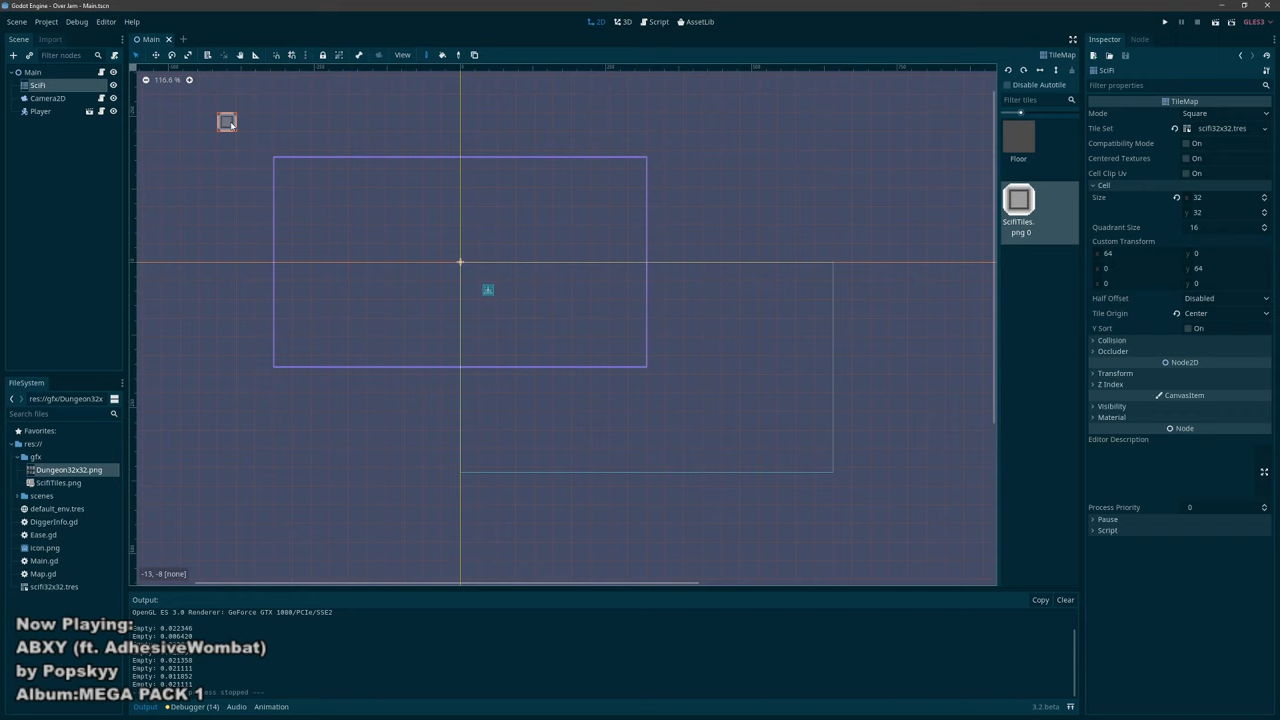 Godot Engine - Over Jam - Main.tscn
Scene Project Debug Editor Help
2D 3D Script AssetLib
GLES3
Scene Import
Filter nodes
Main
SciFi
Camera2D
Player
Main
View
TileMap
116.6 %
-13, -8 [none]
Disable Autotile
Filter tiles
Floor
ScifiTiles.
png 0
Inspector Node
SciFi
Filter properties
TileMap
Mode Square
Tile Set scifi32x32.tres
Compatibility Mode On
Centered Textures On
Cell Clip Uv On
Cell
Size x 32
y 32
Quadrant Size 16
Custom Transform
x 64 y 0
x 0 y 64
x 0 y 0
Half Offset Disabled
Tile Origin Center
Y Sort On
Collision
Occluder
Node2D
Transform
Z Index
CanvasItem
Visibility
Material
Node
Editor Description
Process Priority 0
Pause
Script
FileSystem
res://gfx/Dungeon32x
Search files
Favorites:
res://
gfx
Dungeon32x32.png
ScifiTiles.png
scenes
default_env.tres
DiggerInfo.gd
Ease.gd
icon.png
Main.gd
Map.gd
scifi32x32.tres
Output:
Copy Clear
OpenGL ES 3.0 Renderer: GeForce GTX 1080/PCIe/SSE2
Empty: 0.022346
Empty: 0.006420
Empty: 0.021358
Empty: 0.021111
Empty: 0.011852
Empty: 0.021111
process stopped ---
Output Debugger (14) Audio Animation
3.2.beta
Now Playing:
ABXY (ft. AdhesiveWombat)
by Popskyy
Album:MEGA PACK 1